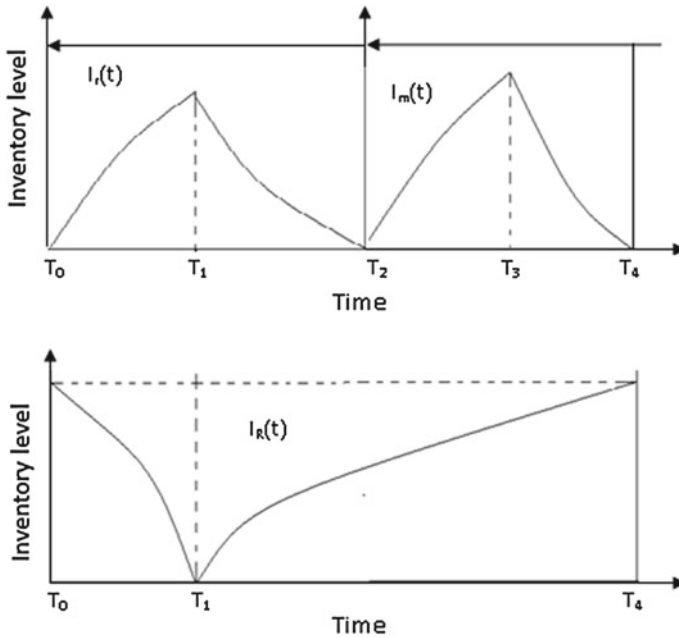 Inventory level
Iᵣ(t)
Iₘ(t)
T₀ T₁ T₂ T₃ T₄
Time
Inventory level
I_R(t)
T₀ T₁ T₄
Time